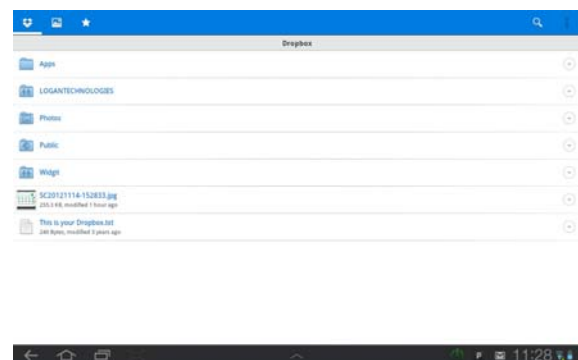 Dropbox
Apps
LOGANTECHNOLOGIES
Photos
Public
Widgit
SC20121114-152833.jpg
255.3 KB, modified 1 hour ago
This is your Dropbox.txt
249 Bytes, modified 3 years ago
P
11:28